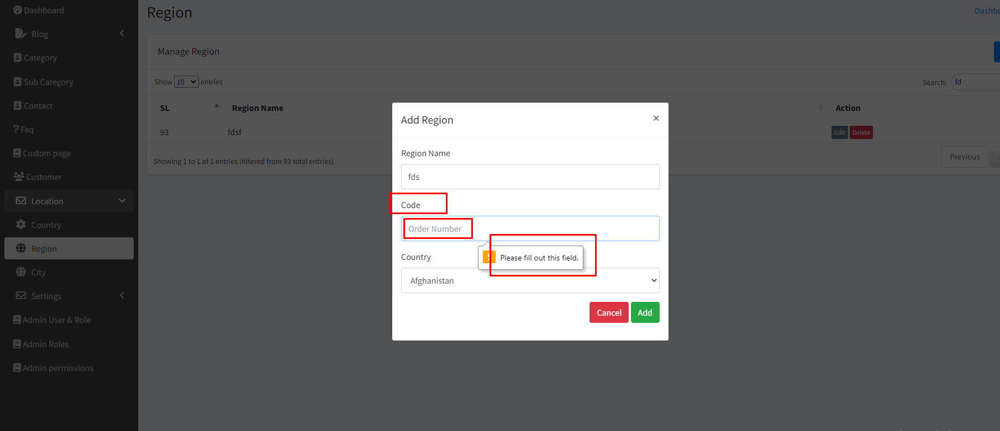 Dashboard
Blog
Category
Sub Category
Contact
Faq
Custom page
Customer
Location
Country
Region
City
Settings
Admin User & Role
Admin Roles
Admin permissions
Region
Manage Region
Show 10 entries
Search: fd
SL Region Name Action
93 fdsf Edit Delete
Showing 1 to 1 of 1 entries (filtered from 93 total entries)
Previous
Add Region ×
Region Name
fds
Code
Order Number
Please fill out this field.
Country
Afghanistan
Cancel Add